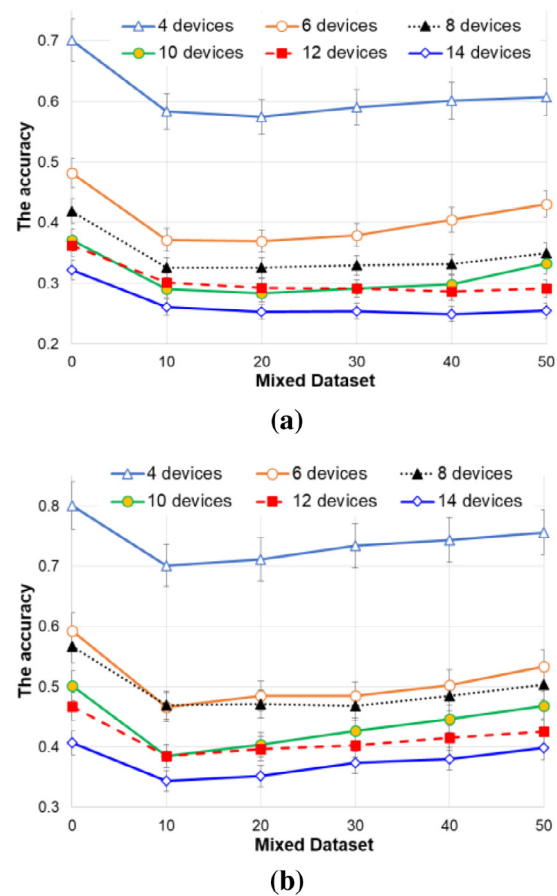 4 devices 6 devices 8 devices
10 devices 12 devices 14 devices
0.7
0.6
0.5
0.4
0.3
0.2
The accuracy
0 10 20 30 40 50
Mixed Dataset
(a)
4 devices 6 devices 8 devices
10 devices 12 devices 14 devices
0.8
0.7
0.6
0.5
0.4
0.3
The accuracy
0 10 20 30 40 50
Mixed Dataset
(b)